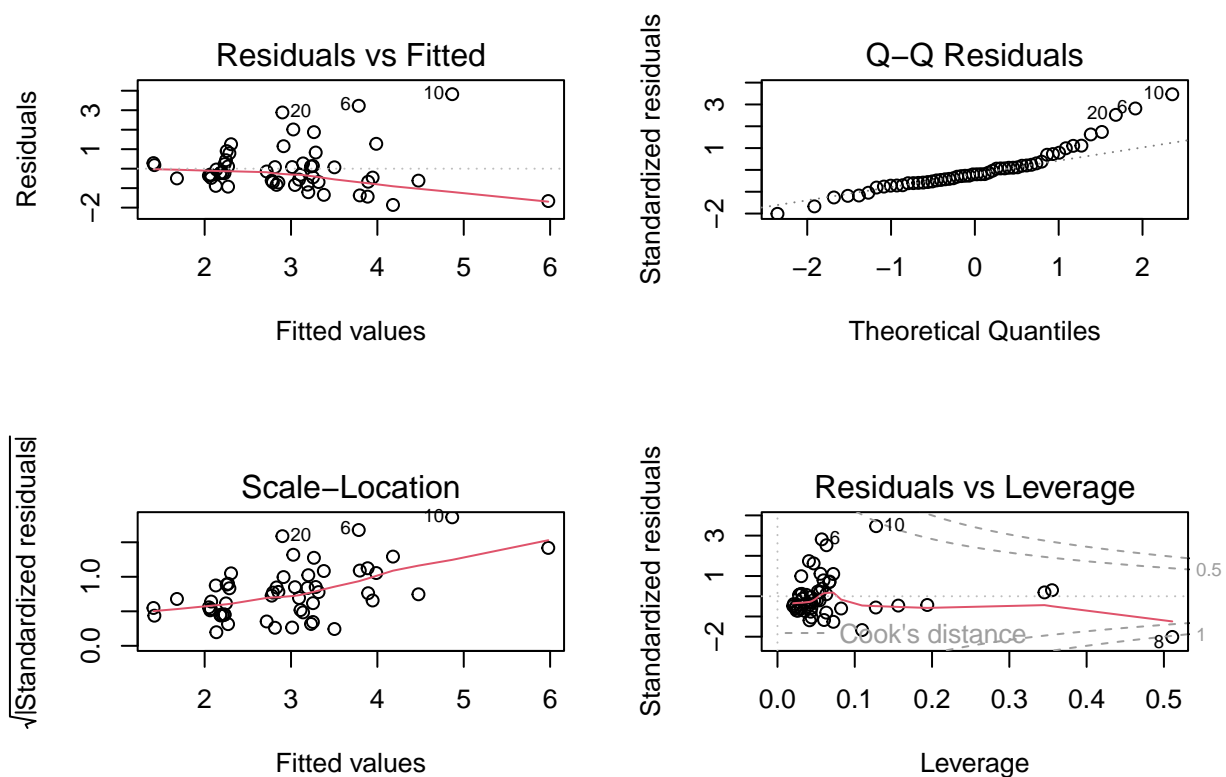 Residuals vs Fitted
Residuals
−2 1 3
20
6
10
2 3 4 5 6
Fitted values
Q−Q Residuals
Standardized residuals
−2 1 3
20
6
10
−2 −1 0 1 2
Theoretical Quantiles
Scale−Location
√|Standardized residuals|
0.0 1.0
20
6
10
2 3 4 5 6
Fitted values
Residuals vs Leverage
Standardized residuals
−2 1 3
10
6
0.5
Cook's distance
1
8
0.0 0.1 0.2 0.3 0.4 0.5
Leverage